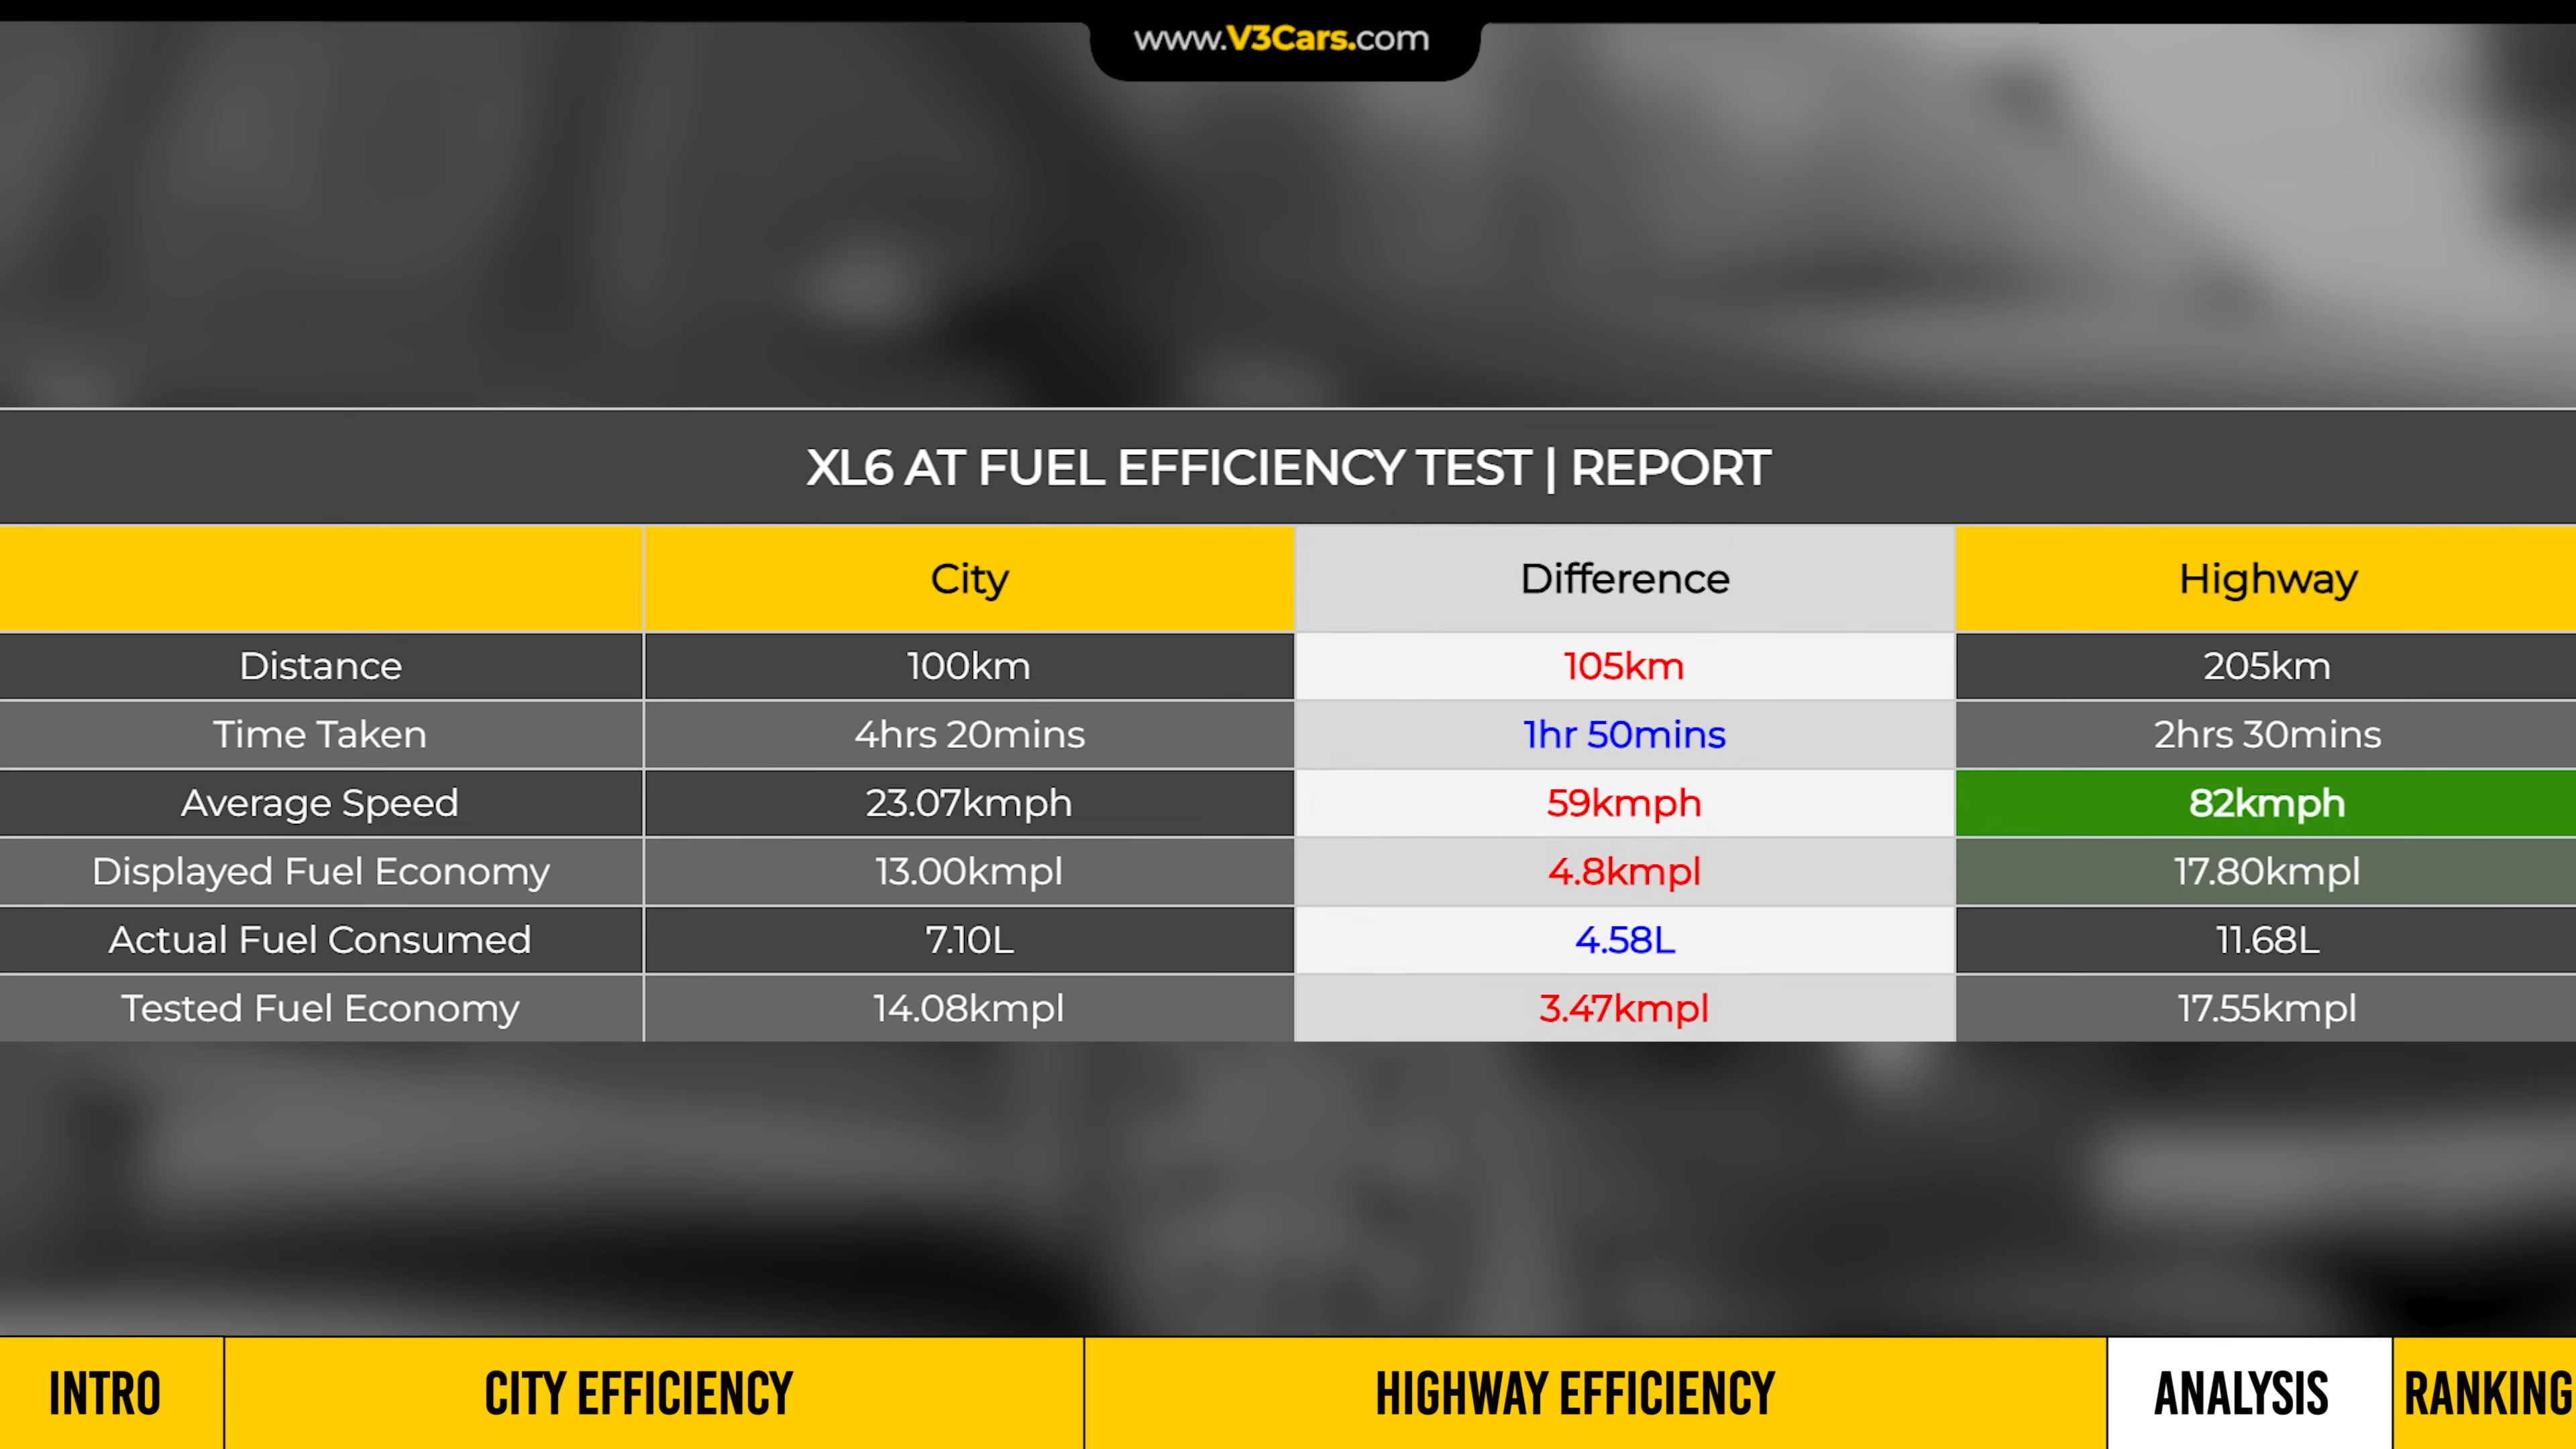 www.V3Cars.com
XL6 AT FUEL EFFICIENCY TEST | REPORT
City Difference Highway
Distance 100km 105km 205km
Time Taken 4hrs 20mins 1hr 50mins 2hrs 30mins
Average Speed 23.07kmph 59kmph 82kmph
Displayed Fuel Economy 13.00kmpl 4.8kmpl 17.80kmpl
Actual Fuel Consumed 7.10L 4.58L 11.68L
Tested Fuel Economy 14.08kmpl 3.47kmpl 17.55kmpl
INTRO CITY EFFICIENCY HIGHWAY EFFICIENCY ANALYSIS RANKING